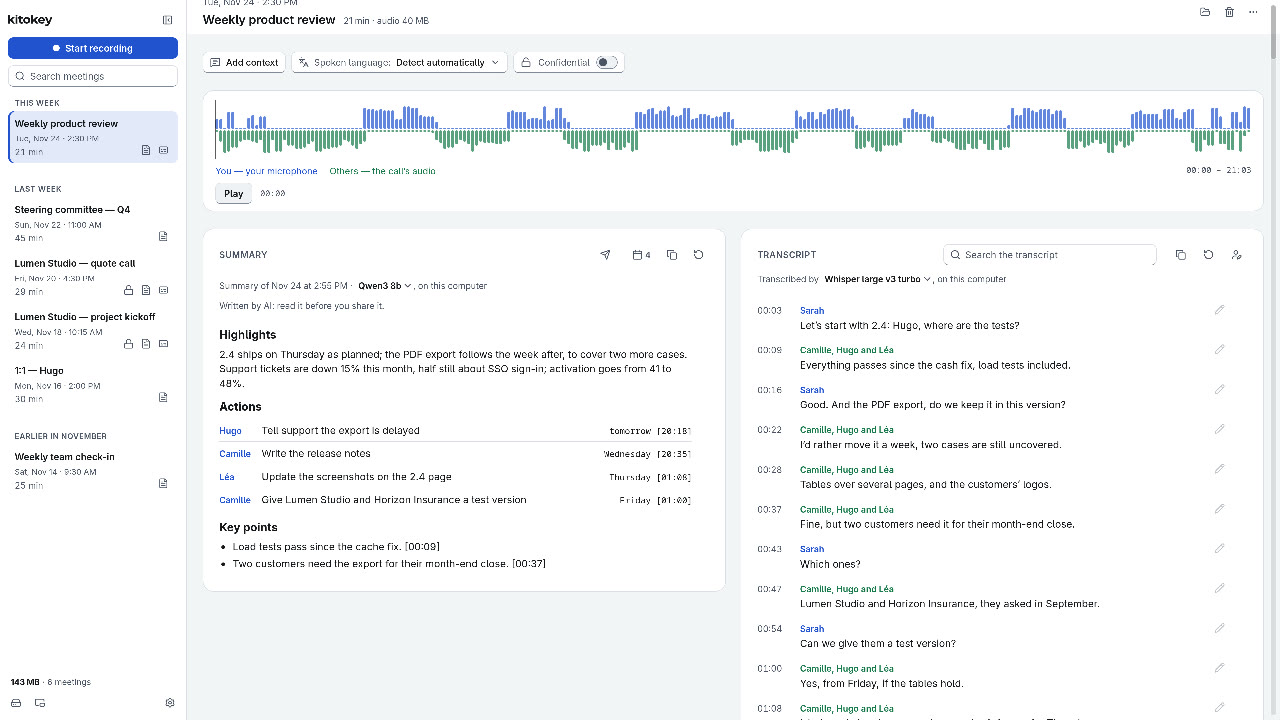 kitokey
Start recording
Search meetings
THIS WEEK
Weekly product review
Tue, Nov 24 · 2:30 PM
21 min
LAST WEEK
Steering committee — Q4
Sun, Nov 22 · 11:00 AM
45 min
Lumen Studio — quote call
Fri, Nov 20 · 4:30 PM
29 min
Lumen Studio — project kickoff
Wed, Nov 18 · 10:15 AM
24 min
1:1 — Hugo
Mon, Nov 16 · 2:00 PM
30 min
EARLIER IN NOVEMBER
Weekly team check-in
Sat, Nov 14 · 9:30 AM
25 min
143 MB · 6 meetings
Tue, Nov 24 · 2:30 PM
Weekly product review 21 min · audio 40 MB
Add context
Spoken language: Detect automatically
Confidential
You — your microphone Others — the call's audio
00:00 – 21:03
Play 00:00
SUMMARY
4
Summary of Nov 24 at 2:55 PM · Qwen3 8b , on this computer
Written by AI: read it before you share it.
Highlights
2.4 ships on Thursday as planned; the PDF export follows the week after, to cover two more cases.
Support tickets are down 15% this month, half still about SSO sign-in; activation goes from 41 to
48%.
Actions
Hugo Tell support the export is delayed tomorrow [20:18]
Camille Write the release notes Wednesday [20:35]
Léa Update the screenshots on the 2.4 page Thursday [01:08]
Camille Give Lumen Studio and Horizon Insurance a test version Friday [01:00]
Key points
• Load tests pass since the cache fix. [00:09]
• Two customers need the export for their month-end close. [00:37]
TRANSCRIPT
Search the transcript
Transcribed by Whisper large v3 turbo , on this computer
00:03 Sarah
Let's start with 2.4: Hugo, where are the tests?
00:09 Camille, Hugo and Léa
Everything passes since the cash fix, load tests included.
00:16 Sarah
Good. And the PDF export, do we keep it in this version?
00:22 Camille, Hugo and Léa
I'd rather move it a week, two cases are still uncovered.
00:28 Camille, Hugo and Léa
Tables over several pages, and the customers' logos.
00:37 Camille, Hugo and Léa
Fine, but two customers need it for their month-end close.
00:43 Sarah
Which ones?
00:47 Camille, Hugo and Léa
Lumen Studio and Horizon Insurance, they asked in September.
00:54 Sarah
Can we give them a test version?
01:00 Camille, Hugo and Léa
Yes, from Friday, if the tables hold.
01:08 Camille, Hugo and Léa